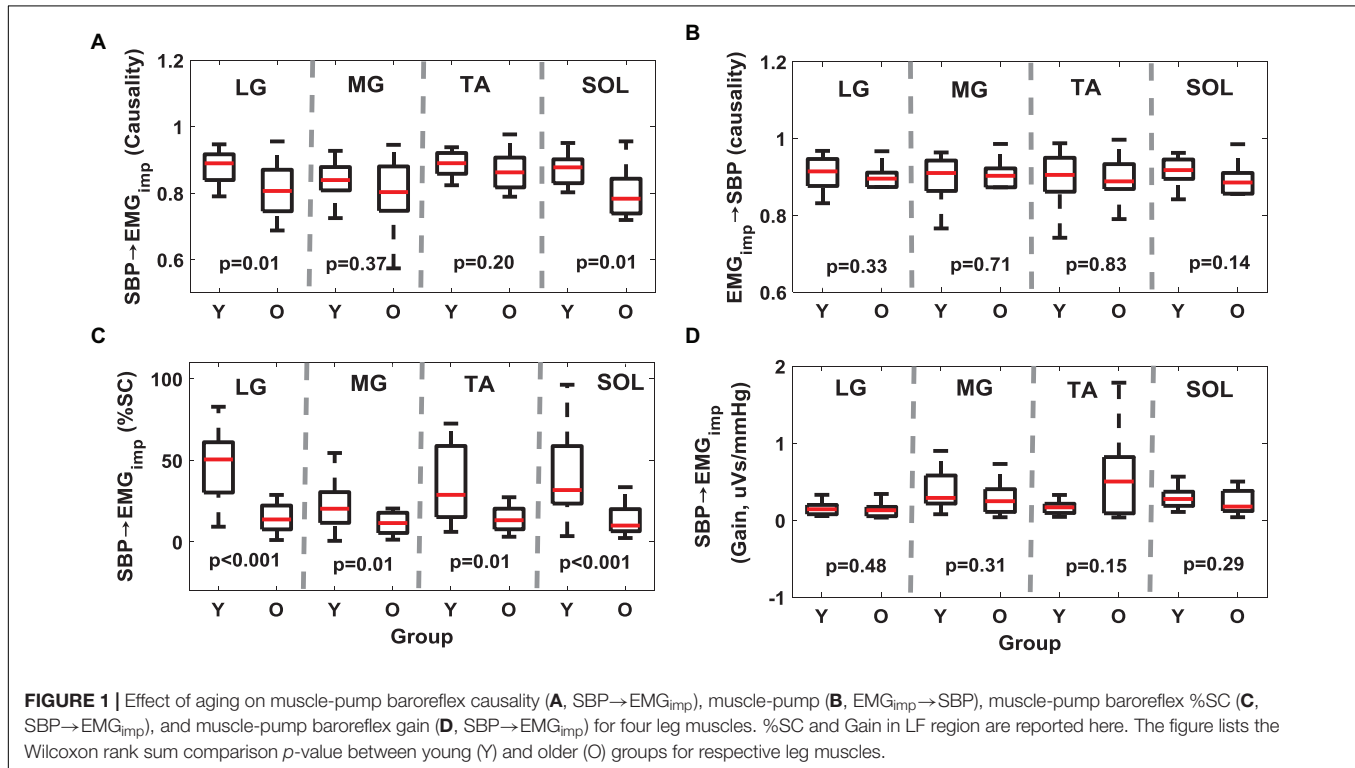 A
SBP→EMGimp (Causality)
1.2
1
0.8
0.6
LG
MG
TA
SOL
p=0.01
p=0.37
p=0.20
p=0.01
Y O Y O Y O Y O
B
EMGimp→SBP (causality)
1.2
1
0.8
0.6
LG
MG
TA
SOL
p=0.33
p=0.71
p=0.83
p=0.14
Y O Y O Y O Y O
C
SBP→EMGimp (%SC)
100
50
0
LG
MG
TA
SOL
p<0.001
p=0.01
p=0.01
p<0.001
Y O Y O Y O Y O
Group
D
SBP→EMGimp
(Gain, uVs/mmHg)
2
1
0
-1
LG
MG
TA
SOL
p=0.48
p=0.31
p=0.15
p=0.29
Y O Y O Y O Y O
Group
FIGURE 1 | Effect of aging on muscle-pump baroreflex causality (A, SBP→EMGimp), muscle-pump (B, EMGimp→SBP), muscle-pump baroreflex %SC (C,
SBP→EMGimp), and muscle-pump baroreflex gain (D, SBP→EMGimp) for four leg muscles. %SC and Gain in LF region are reported here. The figure lists the
Wilcoxon rank sum comparison p-value between young (Y) and older (O) groups for respective leg muscles.